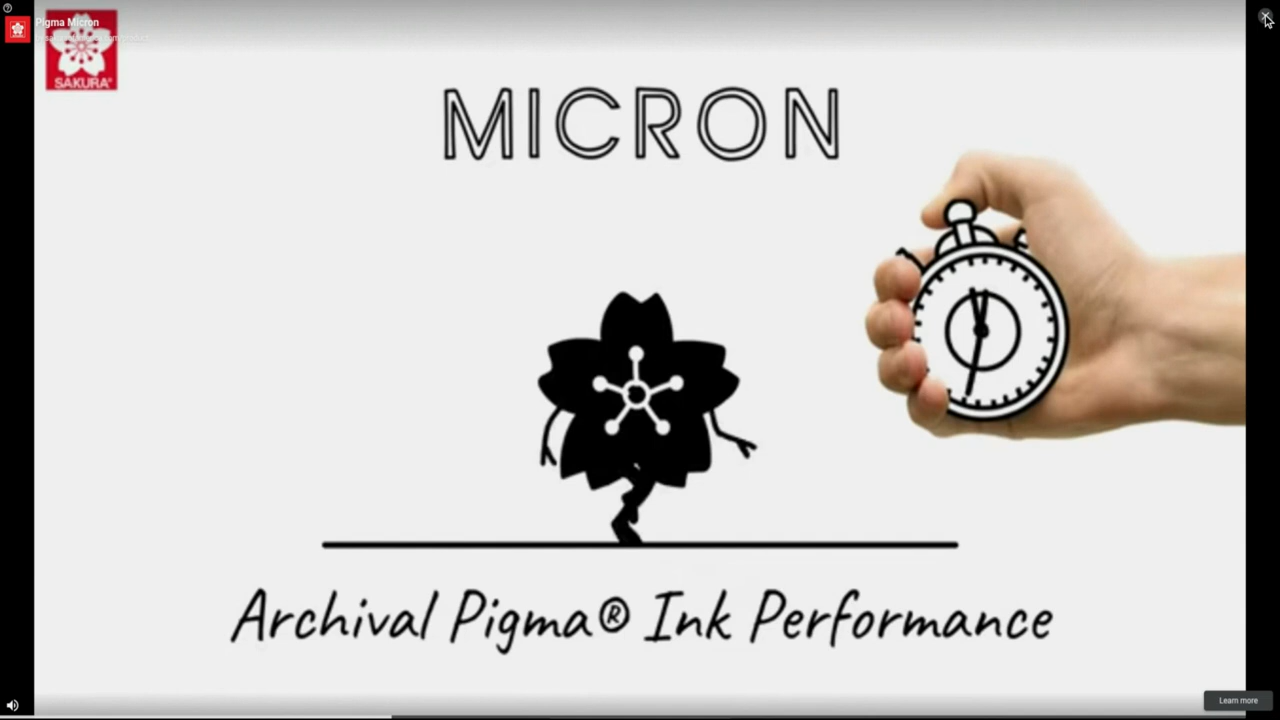 Pigma Micron
SAKURA
MICRON
Archival Pigma® Ink Performance
Learn more